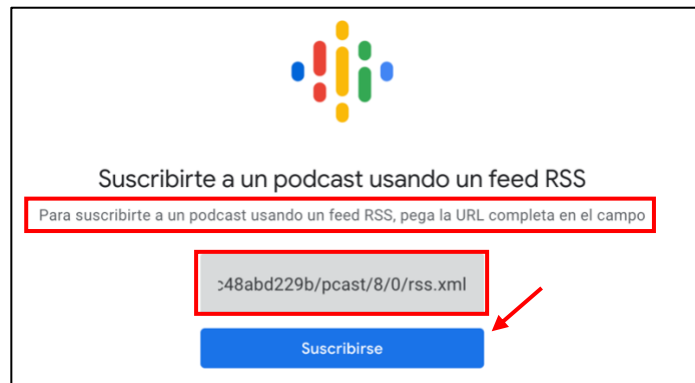 Suscribirte a un podcast usando un feed RSS
Para suscribirte a un podcast usando un feed RSS, pega la URL completa en el campo
c48abd229b/pcast/8/0/rss.xml
Suscribirse